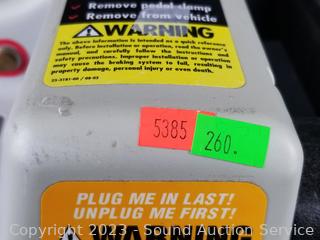 Remove pedal clamp
Remove from vehicle
WARNING
The above information is intended as a quick reference
only. Before installation or operation, read the owner's
manual, and carefully follow the instructions and
safety precautions. Improper installation or operation
may cause the braking system to fail, resulting in
property damage, personal injury or even death.
5385
260.
PLUG ME IN LAST!
UNPLUG ME FIRST!
WARNING
Copyright 2023 - Sound Auction Service